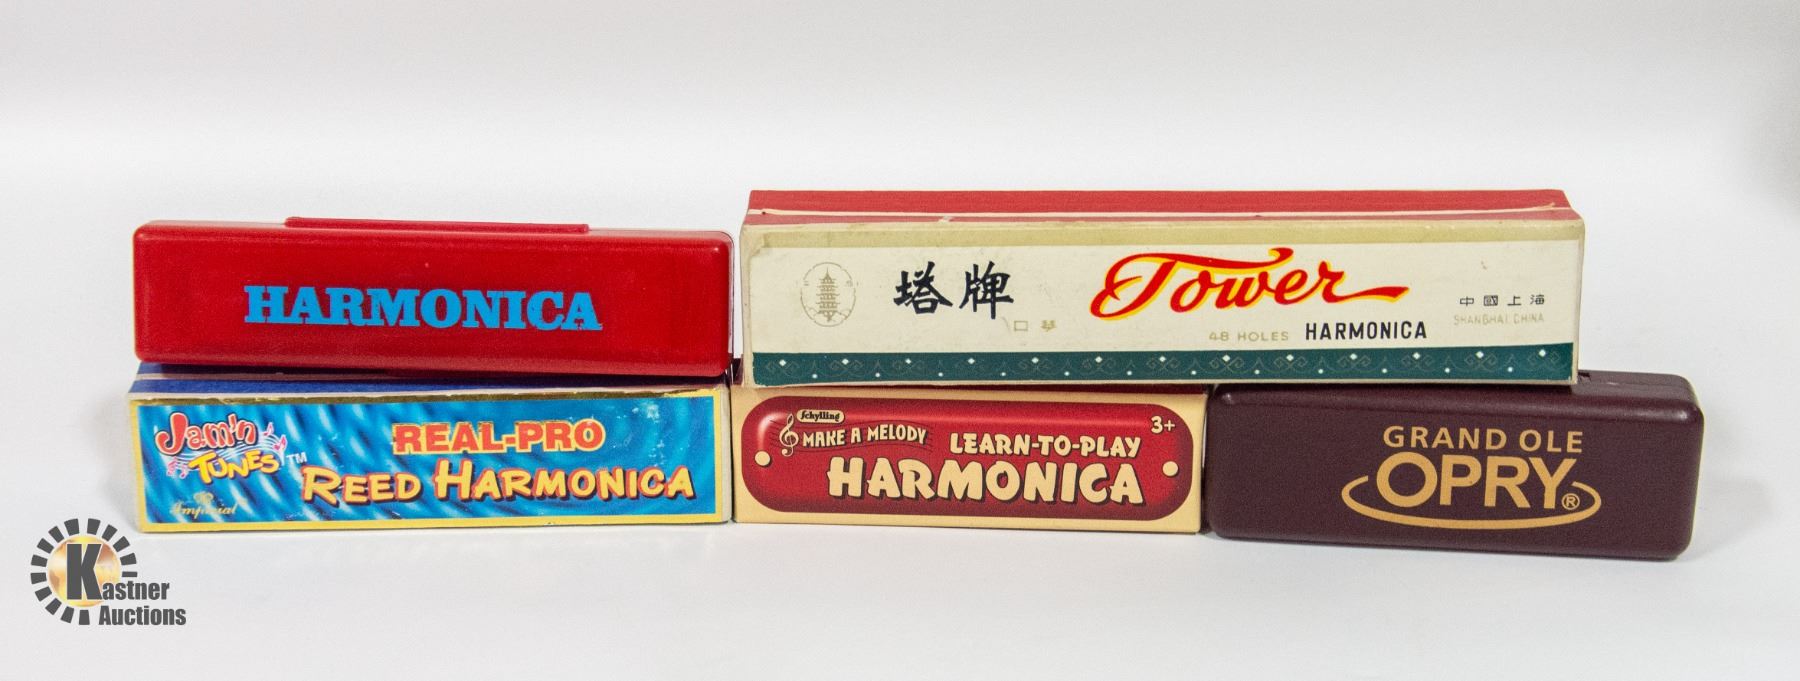 HARMONICA
塔牌
口琴
Tower
48 HOLES HARMONICA
中國上海
SHANGHAI CHINA
Jam'n
TUNES™
Imperial
REAL-PRO
REED HARMONICA
Schylling
MAKE A MELODY
LEARN-TO-PLAY
HARMONICA
3+
GRAND OLE
OPRY®
Kastner
Auctions